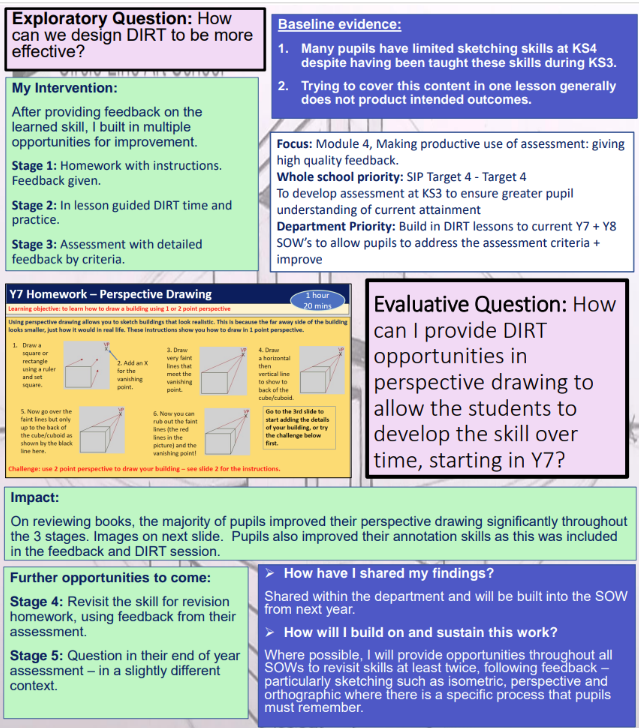 Exploratory Question: How
can we design DIRT to be more
effective?
Baseline evidence:
1. Many pupils have limited sketching skills at KS4
despite having been taught these skills during KS3.
2. Trying to cover this content in one lesson generally
does not product intended outcomes.
My Intervention:
After providing feedback on the
learned skill, I built in multiple
opportunities for improvement.
Stage 1: Homework with instructions.
Feedback given.
Stage 2: In lesson guided DIRT time and
practice.
Stage 3: Assessment with detailed
feedback by criteria.
Focus: Module 4, Making productive use of assessment: giving
high quality feedback.
Whole school priority: SIP Target 4 - Target 4
To develop assessment at KS3 to ensure greater pupil
understanding of current attainment
Department Priority: Build in DIRT lessons to current Y7 + Y8
SOW's to allow pupils to address the assessment criteria +
improve
Y7 Homework – Perspective Drawing
1 hour
20 mins
Learning objective: to learn how to draw a building using 1 or 2 point perspective
Using perspective drawing allows you to sketch buildings that look realistic. This is because the far away side of the building
looks smaller, just how it would in real life. These instructions show you how to draw in 1 point perspective.
1. Draw a
square or
rectangle
using a ruler
and set
square.
2. Add an X
for the
vanishing
point.
3. Draw
very faint
lines that
meet the
vanishing
point.
4. Draw
a horizontal
then
vertical line
to show to
back of the
cube/cuboid.
5. Now go over the
faint lines but only
up to the back of
the cube/cuboid as
shown by the black
line here.
6. Now you can
rub out the faint
lines (the red
lines in the
picture) and the
vanishing point!
Go to the 3rd slide to
start adding the details
of your building, or try
the challenge below
first.
Challenge: use 2 point perspective to draw your building – see slide 2 for the instructions.
Evaluative Question: How
can I provide DIRT
opportunities in
perspective drawing to
allow the students to
develop the skill over
time, starting in Y7?
Impact:
On reviewing books, the majority of pupils improved their perspective drawing significantly throughout
the 3 stages. Images on next slide. Pupils also improved their annotation skills as this was included
in the feedback and DIRT session.
Further opportunities to come:
Stage 4: Revisit the skill for revision
homework, using feedback from their
assessment.
Stage 5: Question in their end of year
assessment – in a slightly different
context.
➢ How have I shared my findings?
Shared within the department and will be built into the SOW
from next year.
➢ How will I build on and sustain this work?
Where possible, I will provide opportunities throughout all
SOWs to revisit skills at least twice, following feedback –
particularly sketching such as isometric, perspective and
orthographic where there is a specific process that pupils
must remember.